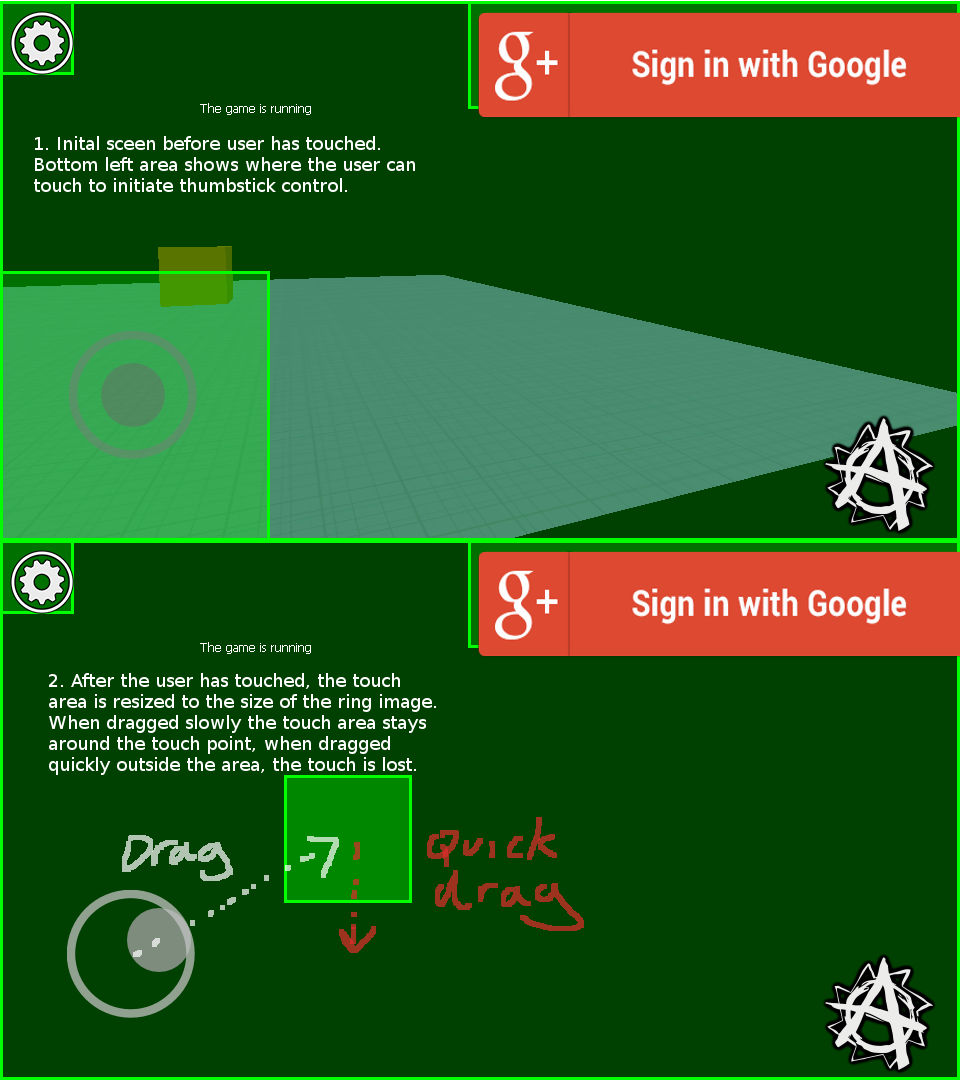 g+ Sign in with Google
The game is running
1. Inital sceen before user has touched.
Bottom left area shows where the user can
touch to initiate thumbstick control.
g+ Sign in with Google
The game is running
2. After the user has touched, the touch
area is resized to the size of the ring image.
When dragged slowly the touch area stays
around the touch point, when dragged
quickly outside the area, the touch is lost.
Drag
Quick
drag